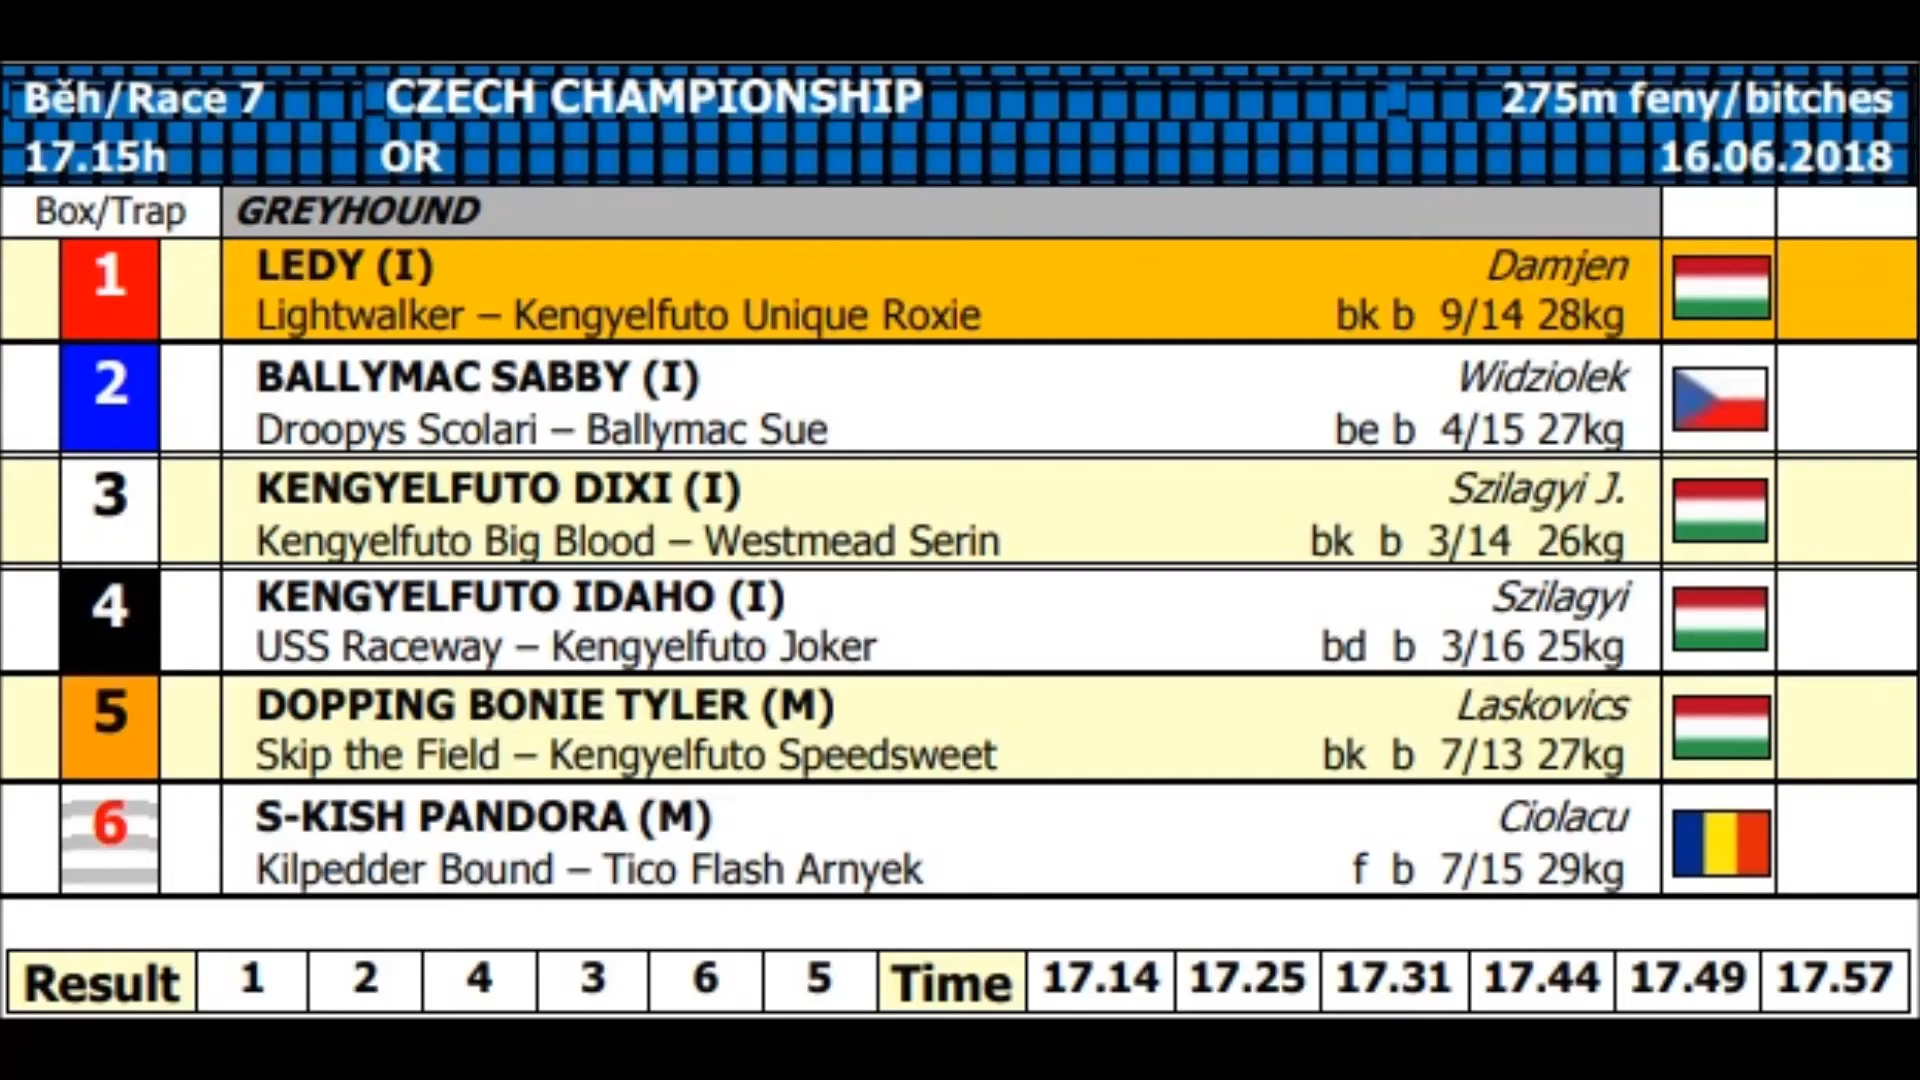 Běh/Race 7 CZECH CHAMPIONSHIP 275m feny/bitches
17.15h OR 16.06.2018
Box/Trap GREYHOUND
1 LEDY (I) Damjen
Lightwalker – Kengyelfuto Unique Roxie bk b 9/14 28kg
2 BALLYMAC SABBY (I) Widziolek
Droopys Scolari – Ballymac Sue be b 4/15 27kg
3 KENGYELFUTO DIXI (I) Szilagyi J.
Kengyelfuto Big Blood – Westmead Serin bk b 3/14 26kg
4 KENGYELFUTO IDAHO (I) Szilagyi
USS Raceway – Kengyelfuto Joker bd b 3/16 25kg
5 DOPPING BONIE TYLER (M) Laskovics
Skip the Field – Kengyelfuto Speedsweet bk b 7/13 27kg
6 S-KISH PANDORA (M) Ciolacu
Kilpedder Bound – Tico Flash Arnyek f b 7/15 29kg
Result 1 2 4 3 6 5 Time 17.14 17.25 17.31 17.44 17.49 17.57